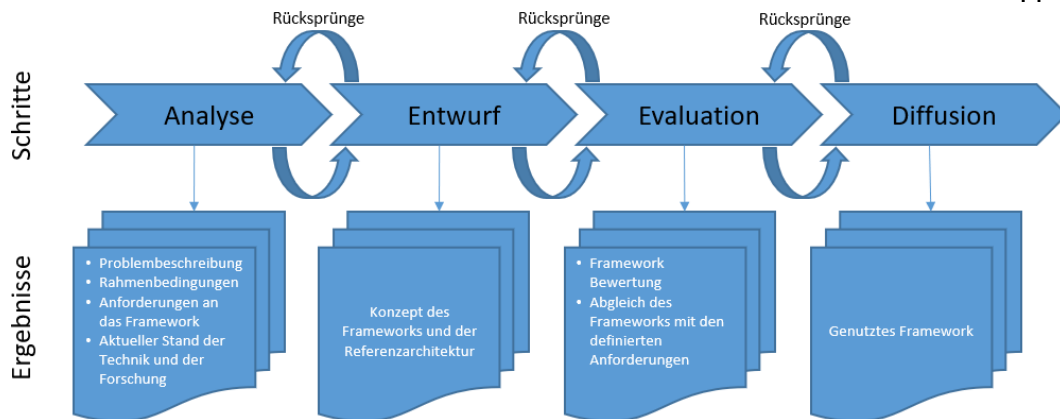 Rücksprünge
Rücksprünge
Rücksprünge
Schritte
Analyse
Entwurf
Evaluation
Diffusion
Ergebnisse
• Problembeschreibung
• Rahmenbedingungen
• Anforderungen an
das Framework
• Aktueller Stand der
Technik und der
Forschung
Konzept des
Frameworks und der
Referenzarchitektur
• Framework
Bewertung
• Abgleich des
Frameworks mit den
definierten
Anforderungen
Genutztes Framework